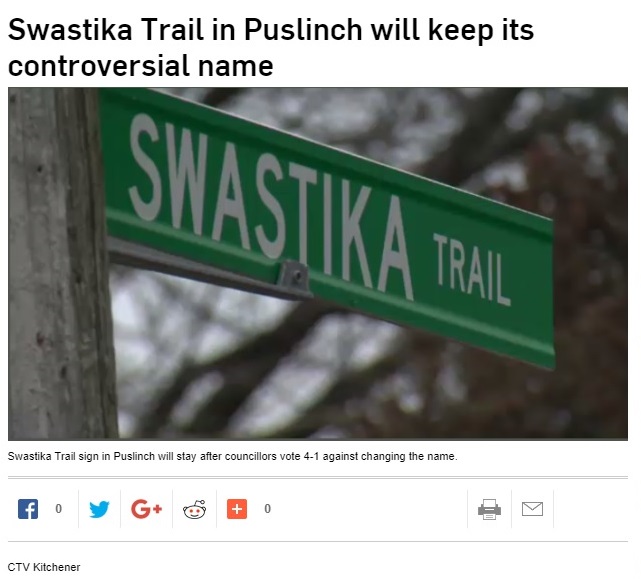 Swastika Trail in Puslinch will keep its
controversial name
SWASTIKA TRAIL
Swastika Trail sign in Puslinch will stay after councillors vote 4-1 against changing the name.
0
0
CTV Kitchener